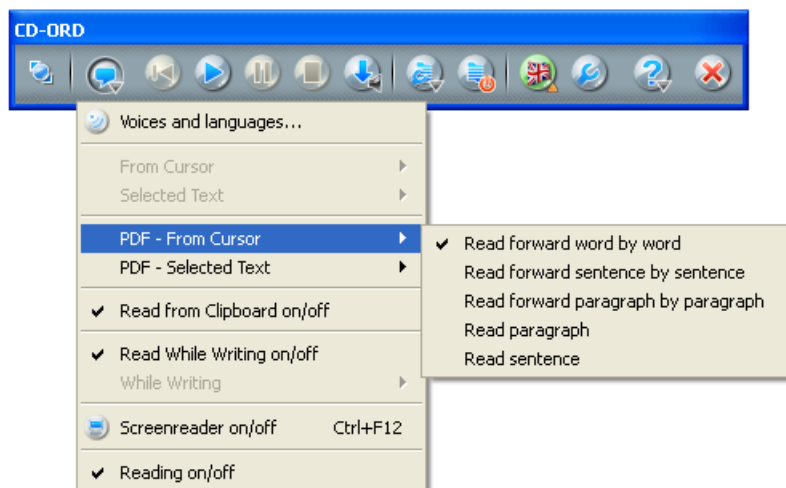 CD-ORD
Voices and languages...
From Cursor
Selected Text
PDF - From Cursor
PDF - Selected Text
Read from Clipboard on/off
Read While Writing on/off
While Writing
Screenreader on/off Ctrl+F12
Reading on/off
Read forward word by word
Read forward sentence by sentence
Read forward paragraph by paragraph
Read paragraph
Read sentence